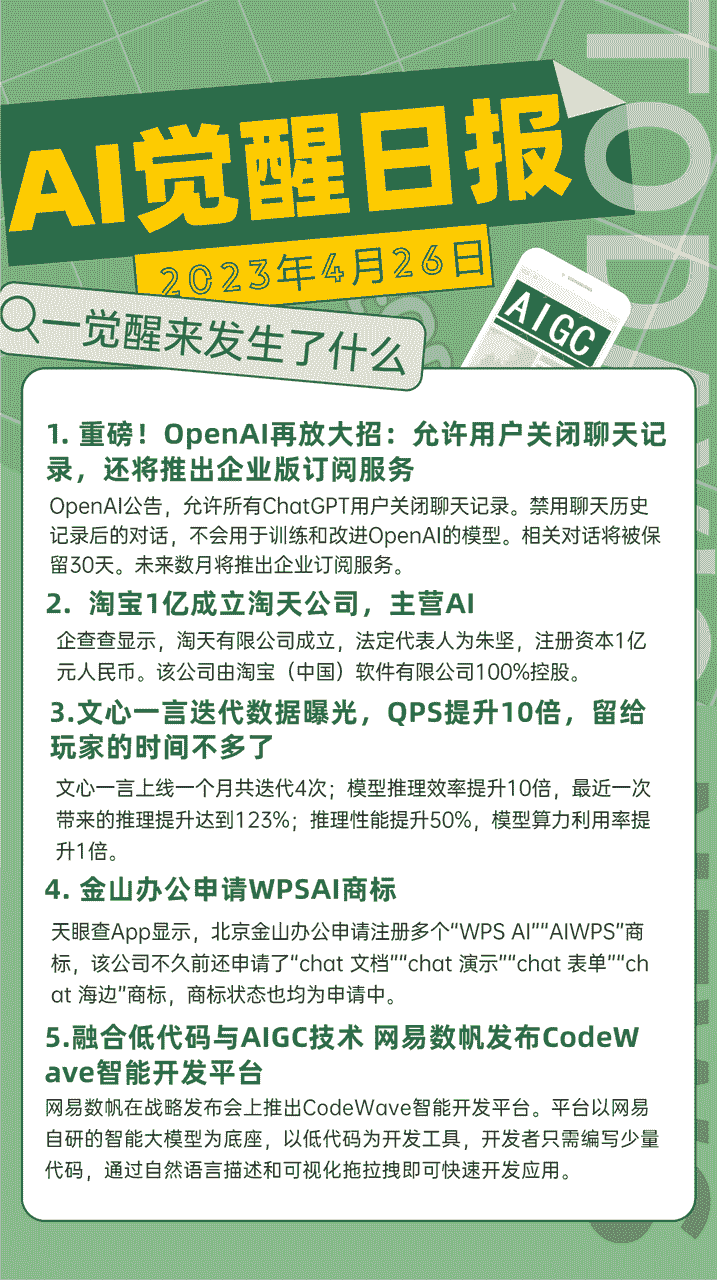 AI觉醒日报
2023年4月26日
一觉醒来发生了什么
AIGC
1. 重磅！OpenAI再放大招：允许用户关闭聊天记
录，还将推出企业版订阅服务
OpenAI公告，允许所有ChatGPT用户关闭聊天记录。禁用聊天历史
记录后的对话，不会用于训练和改进OpenAI的模型。相关对话将被保
留30天。未来数月将推出企业订阅服务。
2. 淘宝1亿成立淘天公司，主营AI
企查查显示，淘天有限公司成立，法定代表人为朱坚，注册资本1亿
元人民币。该公司由淘宝（中国）软件有限公司100%控股。
3.文心一言迭代数据曝光，QPS提升10倍，留给
玩家的时间不多了
文心一言上线一个月共迭代4次；模型推理效率提升10倍，最近一次
带来的推理提升达到123%；推理性能提升50%，模型算力利用率提
升1倍。
4. 金山办公申请WPSAI商标
天眼查App显示，北京金山办公申请注册多个“WPS AI”“AIWPS”商
标，该公司不久前还申请了“chat 文档”“chat 演示”“chat 表单”“ch
at 海边”商标，商标状态也均为申请中。
5.融合低代码与AIGC技术 网易数帆发布CodeW
ave智能开发平台
网易数帆在战略发布会上推出CodeWave智能开发平台。平台以网易
自研的智能大模型为底座，以低代码为开发工具，开发者只需编写少量
代码，通过自然语言描述和可视化拖拉拽即可快速开发应用。